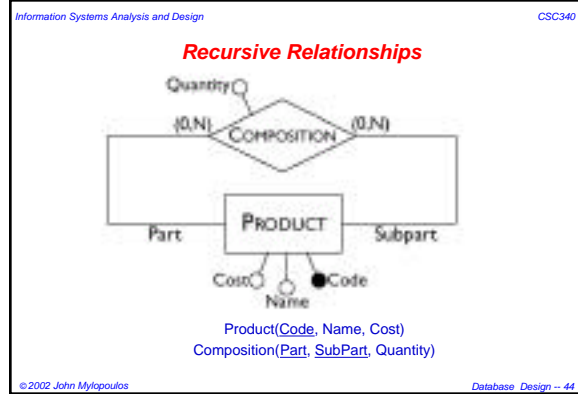 Information Systems Analysis and Design CSC340
Recursive Relationships
Quantity
(0,N) COMPOSITION (0,N)
Part PRODUCT Subpart
Cost Code
Name
Product(Code, Name, Cost)
Composition(Part, SubPart, Quantity)
© 2002 John Mylopoulos Database Design -- 44